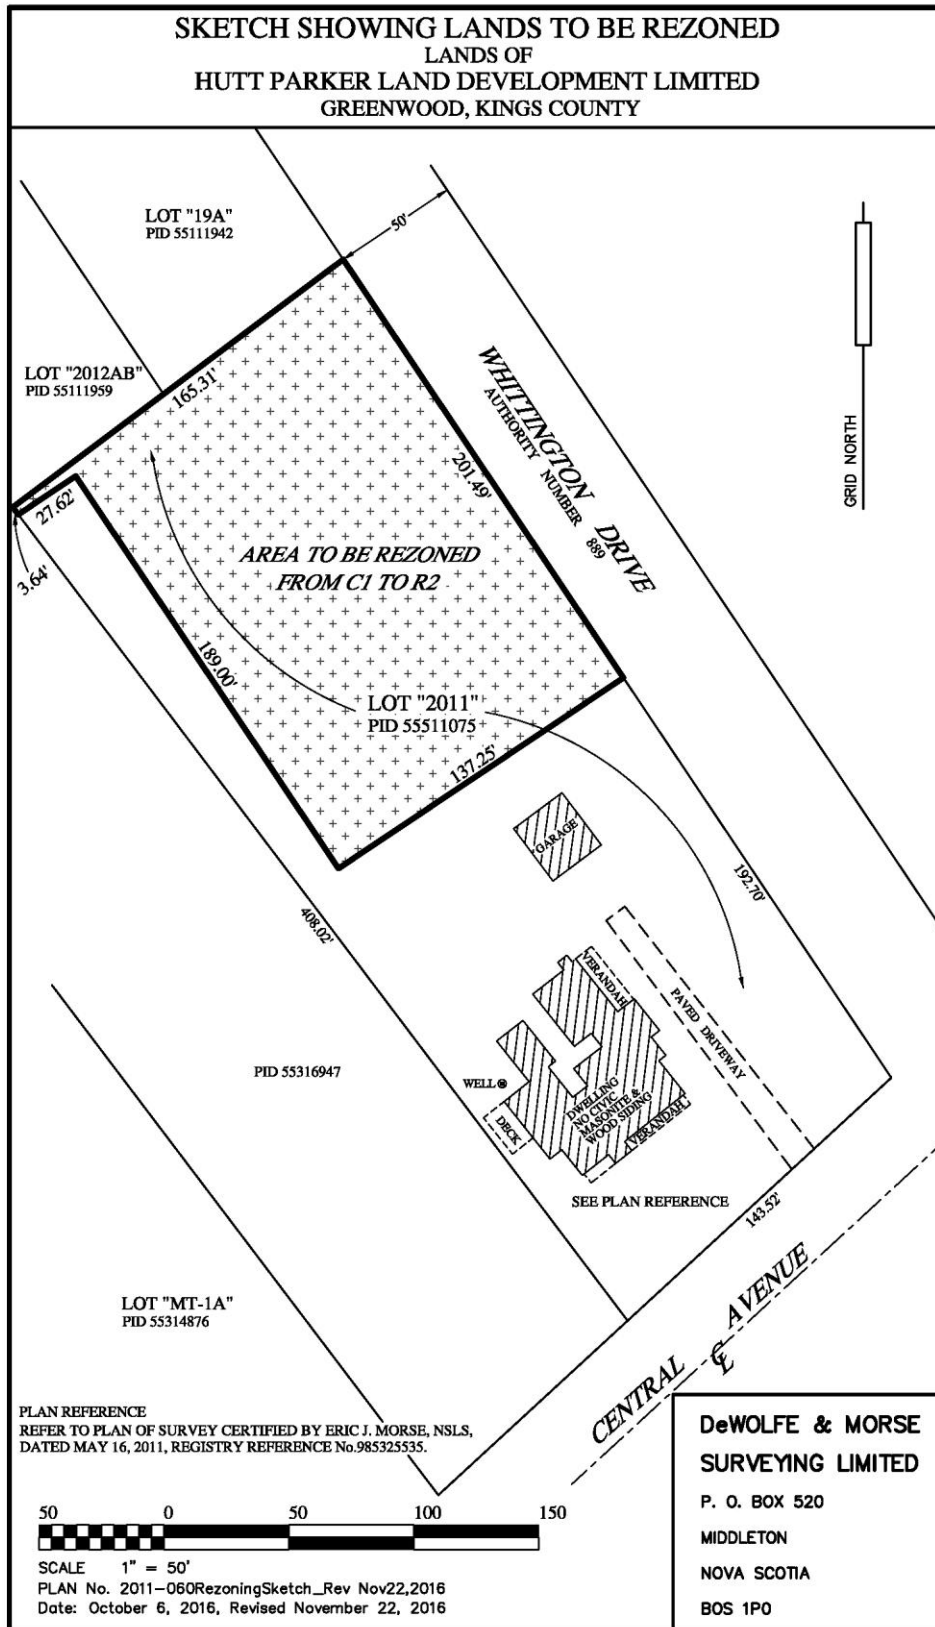 SKETCH SHOWING LANDS TO BE REZONED
LANDS OF
HUTT PARKER LAND DEVELOPMENT LIMITED
GREENWOOD, KINGS COUNTY
LOT "19A"
PID 55111942
50'
GRID NORTH
LOT "2012AB"
PID 55111959
165.31'
WHITTINGTON DRIVE
AUTHORITY NUMBER 889
201.49'
27.62'
3.64'
AREA TO BE REZONED
FROM C1 TO R2
189.00'
LOT "2011"
PID 55511075
137.25'
GARAGE
192.70'
408.02'
VERANDAH
PAVED DRIVEWAY
PID 55316947
WELL
DWELLING
NO CIVIC
MASONITE &
WOOD SIDING
VERANDAH
DECK
SEE PLAN REFERENCE
143.52'
LOT "MT-1A"
PID 55314876
CENTRAL AVENUE
CL
PLAN REFERENCE
REFER TO PLAN OF SURVEY CERTIFIED BY ERIC J. MORSE, NSLS,
DATED MAY 16, 2011, REGISTRY REFERENCE No.985325535.
50 0 50 100 150
SCALE 1" = 50'
PLAN No. 2011-060RezoningSketch_Rev Nov22,2016
Date: October 6, 2016, Revised November 22, 2016
DeWOLFE & MORSE
SURVEYING LIMITED
P. O. BOX 520
MIDDLETON
NOVA SCOTIA
BOS 1P0